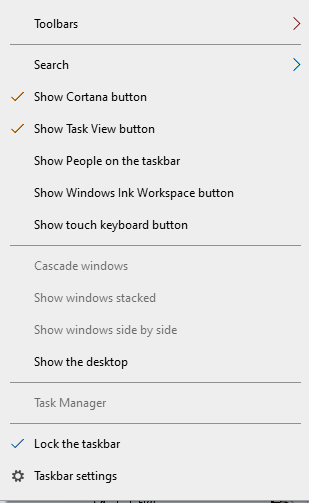 Toolbars
Search
Show Cortana button
Show Task View button
Show People on the taskbar
Show Windows Ink Workspace button
Show touch keyboard button
Cascade windows
Show windows stacked
Show windows side by side
Show the desktop
Task Manager
Lock the taskbar
Taskbar settings